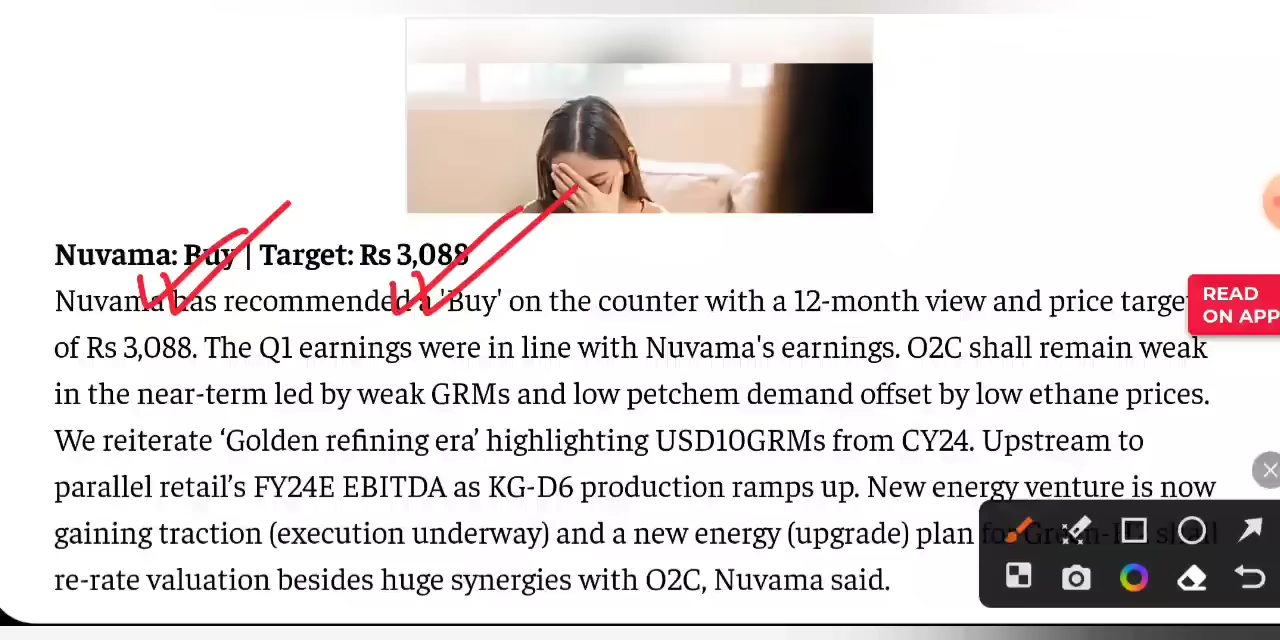 Nuvama: Buy | Target: Rs 3,088
Nuvama has recommended a 'Buy' on the counter with a 12-month view and price target
of Rs 3,088. The Q1 earnings were in line with Nuvama's earnings. O2C shall remain weak
in the near-term led by weak GRMs and low petchem demand offset by low ethane prices.
We reiterate ‘Golden refining era’ highlighting USD10GRMs from CY24. Upstream to
parallel retail’s FY24E EBITDA as KG-D6 production ramps up. New energy venture is now
gaining traction (execution underway) and a new energy (upgrade) plan for Green-H2 shall
re-rate valuation besides huge synergies with O2C, Nuvama said.
READ
ON APP